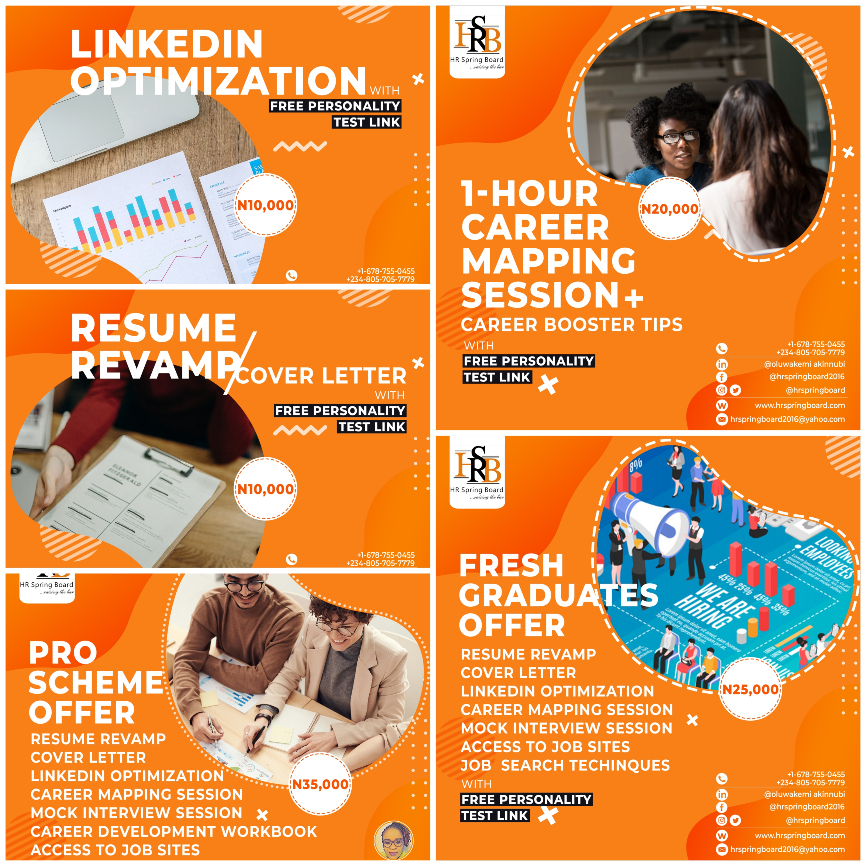 LINKEDIN
OPTIMIZATION WITH
FREE PERSONALITY
TEST LINK
N10,000
+1-678-755-0455
+234-805-705-7779
RESUME
REVAMP/
COVER LETTER
WITH
FREE PERSONALITY
TEST LINK
ELEANOR
FITZGERALD
N10,000
+1-678-755-0455
+234-805-705-7779
HR Spring Board
PRO
SCHEME
OFFER
RESUME REVAMP
COVER LETTER
LINKEDIN OPTIMIZATION
CAREER MAPPING SESSION
MOCK INTERVIEW SESSION
CAREER DEVELOPMENT WORKBOOK
ACCESS TO JOB SITES
N35,000
HSRB
HR Spring Board
N20,000
1-HOUR
CAREER
MAPPING
SESSION+
CAREER BOOSTER TIPS
WITH
FREE PERSONALITY
TEST LINK
+1-678-755-0455
+234-805-705-7779
@oluwakemi akinnubi
@hrspringboard2016
@hrspringboard
www.hrspringboard.com
hrspringboard2016@yahoo.com
HSRB
HR Spring Board
8%
LOOKING
EMPLOYEES
WE ARE
HIRING
FRESH
GRADUATES
OFFER
RESUME REVAMP
COVER LETTER
LINKEDIN OPTIMIZATION
CAREER MAPPING SESSION
MOCK INTERVIEW SESSION
ACCESS TO JOB SITES
JOB SEARCH TECHINQUES
WITH
FREE PERSONALITY
TEST LINK
N25,000
+1-678-755-0455
+234-805-705-7779
@oluwakemi akinnubi
@hrspringboard2016
@hrspringboard
www.hrspringboard.com
hrspringboard2016@yahoo.com